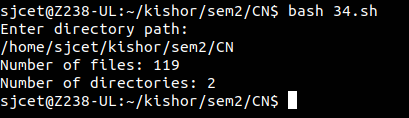 sjcet@Z238-UL:~/kishor/sem2/CN$ bash 34.sh
Enter directory path:
/home/sjcet/kishor/sem2/CN
Number of files: 119
Number of directories: 2
sjcet@Z238-UL:~/kishor/sem2/CN$